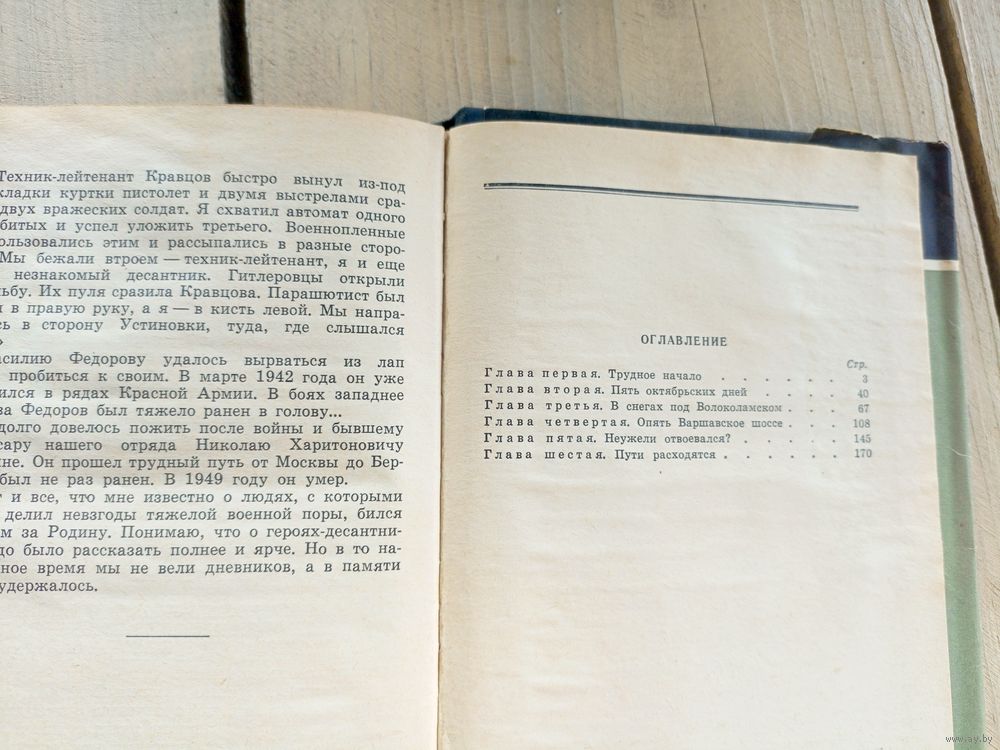 Техник-лейтенант Кравцов быстро вынул из-под
кладки куртки пистолет и двумя выстрелами сра-
двух вражеских солдат. Я схватил автомат одного
битых и успел уложить третьего. Военнопленные
ользовались этим и рассыпались в разные сторо-
Мы бежали втроем — техник-лейтенант, я и еще
незнакомый десантник. Гитлеровцы открыли
ьбу. Их пуля сразила Кравцова. Парашютист был
в правую руку, а я — в кисть левой. Мы напра-
сь в сторону Устиновки, туда, где слышался
»
асилию Федорову удалось вырваться из лап
пробиться к своим. В марте 1942 года он уже
ился в рядах Красной Армии. В боях западнее
ва Федоров был тяжело ранен в голову...
долго довелось пожить после войны и бывшему
сару нашего отряда Николаю Харитоновичу
ине. Он прошел трудный путь от Москвы до Бер-
был не раз ранен. В 1949 году он умер.
т и все, что мне известно о людях, с которыми
делил невзгоды тяжелой военной поры, бился
м за Родину. Понимаю, что о героях-десантни-
до было рассказать полнее и ярче. Но в то на-
ное время мы не вели дневников, а в памяти
удержалось.
ОГЛАВЛЕНИЕ
Стр.
Глава первая. Трудное начало . . . . . . 3
Глава вторая. Пять октябрьских дней . . . . 40
Глава третья. В снегах под Волоколамском . . . 67
Глава четвертая. Опять Варшавское шоссе . . . 108
Глава пятая. Неужели отвоевался? . . . . . 145
Глава шестая. Пути расходятся . . . . . . 170
www.ay.by